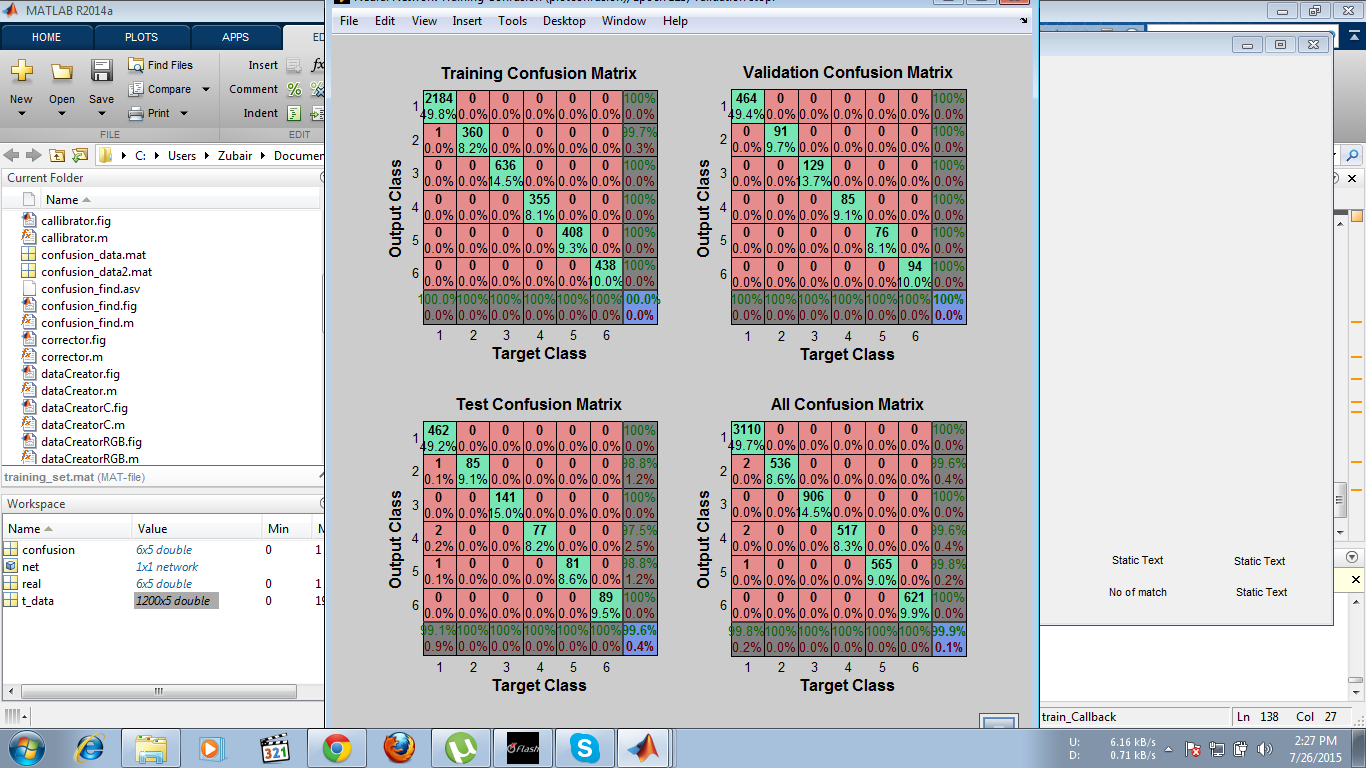 MATLAB R2014a
HOME PLOTS APPS
File Edit View Insert Tools Desktop Window Help
New Open Save
Find Files
Compare
Print
Insert
Comment
Indent
FILE EDIT
C: Users Zubair
Current Folder
Name
callibrator.fig
callibrator.m
confusion_data.mat
confusion_data2.mat
confusion_find.asv
confusion_find.fig
confusion_find.m
corrector.fig
corrector.m
dataCreator.fig
dataCreator.m
dataCreatorC.fig
dataCreatorC.m
dataCreatorRGB.fig
dataCreatorRGB.m
training_set.mat (MAT-file)
Workspace
Name Value Min
confusion 6x5 double 0 1
net 1x1 network
real 6x5 double 0 1
t_data 1200x5 double 0
Training Confusion Matrix
Output Class
1 2184 0 0 0 0 0 100%
49.8% 0.0% 0.0% 0.0% 0.0% 0.0% 0.0%
2 1 360 0 0 0 0 99.7%
0.0% 8.2% 0.0% 0.0% 0.0% 0.0% 0.3%
3 0 0 636 0 0 0 100%
0.0% 0.0% 14.5% 0.0% 0.0% 0.0% 0.0%
4 0 0 0 355 0 0 100%
0.0% 0.0% 0.0% 8.1% 0.0% 0.0% 0.0%
5 0 0 0 0 408 0 100%
0.0% 0.0% 0.0% 0.0% 9.3% 0.0% 0.0%
6 0 0 0 0 0 438 100%
0.0% 0.0% 0.0% 0.0% 0.0% 10.0% 0.0%
100.0% 100% 100% 100% 100% 100% 100.0%
0.0% 0.0% 0.0% 0.0% 0.0% 0.0% 0.0%
1 2 3 4 5 6
Target Class
Validation Confusion Matrix
Output Class
1 464 0 0 0 0 0 100%
49.4% 0.0% 0.0% 0.0% 0.0% 0.0% 0.0%
2 0 91 0 0 0 0 100%
0.0% 9.7% 0.0% 0.0% 0.0% 0.0% 0.0%
3 0 0 129 0 0 0 100%
0.0% 0.0% 13.7% 0.0% 0.0% 0.0% 0.0%
4 0 0 0 85 0 0 100%
0.0% 0.0% 0.0% 9.1% 0.0% 0.0% 0.0%
5 0 0 0 0 76 0 100%
0.0% 0.0% 0.0% 0.0% 8.1% 0.0% 0.0%
6 0 0 0 0 0 94 100%
0.0% 0.0% 0.0% 0.0% 0.0% 10.0% 0.0%
100% 100% 100% 100% 100% 100% 100%
0.0% 0.0% 0.0% 0.0% 0.0% 0.0% 0.0%
1 2 3 4 5 6
Target Class
Test Confusion Matrix
Output Class
1 462 0 0 0 0 0 100%
49.2% 0.0% 0.0% 0.0% 0.0% 0.0% 0.0%
2 1 85 0 0 0 0 98.8%
0.1% 9.1% 0.0% 0.0% 0.0% 0.0% 1.2%
3 0 0 141 0 0 0 100%
0.0% 0.0% 15.0% 0.0% 0.0% 0.0% 0.0%
4 2 0 0 77 0 0 97.5%
0.2% 0.0% 0.0% 8.2% 0.0% 0.0% 2.5%
5 1 0 0 0 81 0 98.8%
0.1% 0.0% 0.0% 0.0% 8.6% 0.0% 1.2%
6 0 0 0 0 0 89 100%
0.0% 0.0% 0.0% 0.0% 0.0% 9.5% 0.0%
99.1% 100% 100% 100% 100% 100% 99.6%
0.9% 0.0% 0.0% 0.0% 0.0% 0.0% 0.4%
1 2 3 4 5 6
Target Class
All Confusion Matrix
Output Class
1 3110 0 0 0 0 0 100%
49.7% 0.0% 0.0% 0.0% 0.0% 0.0% 0.0%
2 2 536 0 0 0 0 99.6%
0.0% 8.6% 0.0% 0.0% 0.0% 0.0% 0.4%
3 0 0 906 0 0 0 100%
0.0% 0.0% 14.5% 0.0% 0.0% 0.0% 0.0%
4 2 0 0 517 0 0 99.6%
0.0% 0.0% 0.0% 8.3% 0.0% 0.0% 0.4%
5 1 0 0 0 565 0 99.8%
0.0% 0.0% 0.0% 0.0% 9.0% 0.0% 0.2%
6 0 0 0 0 0 621 100%
0.0% 0.0% 0.0% 0.0% 0.0% 9.9% 0.0%
99.8% 100% 100% 100% 100% 100% 99.9%
0.2% 0.0% 0.0% 0.0% 0.0% 0.0% 0.1%
1 2 3 4 5 6
Target Class
Static Text Static Text
No of match Static Text
train_Callback Ln 138 Col 27
321
Flash
U: 6.16 kB/s
D: 0.71 kB/s
2:27 PM
7/26/2015